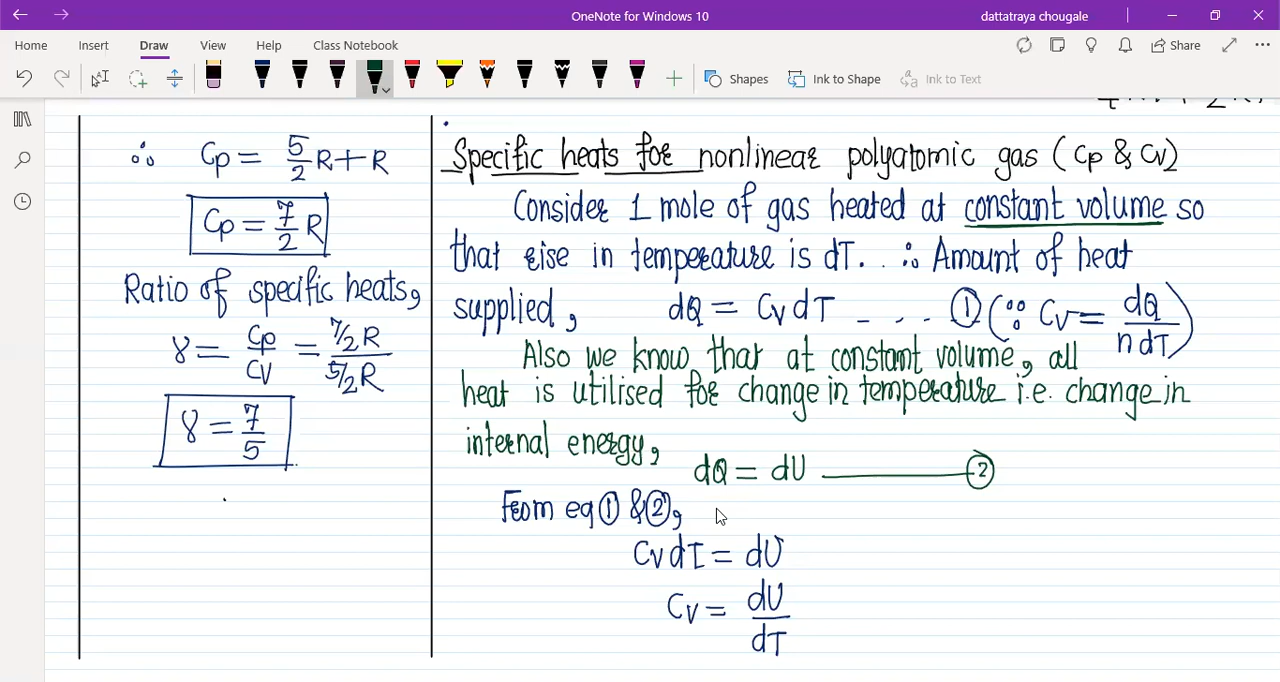 OneNote for Windows 10
dattatraya chougale
Home Insert Draw View Help Class Notebook
Share
Shapes Ink to Shape Ink to Text
∴ Cp = 5/2 R + R
Cp = 7/2 R
Ratio of specific heats,
γ = Cp/Cv = 7/2 R / 5/2 R
γ = 7/5
Specific heats for nonlinear polyatomic gas (Cp & Cv)
Consider 1 mole of gas heated at constant volume so
that rise in temperature is dT. ∴ Amount of heat
supplied, dQ = Cv dT - - - - ① (∵ Cv = dQ/ndT)
Also we know that at constant volume, all
heat is utilised for change in temperature i.e. change in
internal energy,
dQ = dU ——— ②
From eq ① & ②,
Cv dT = dU
Cv = dU/dT